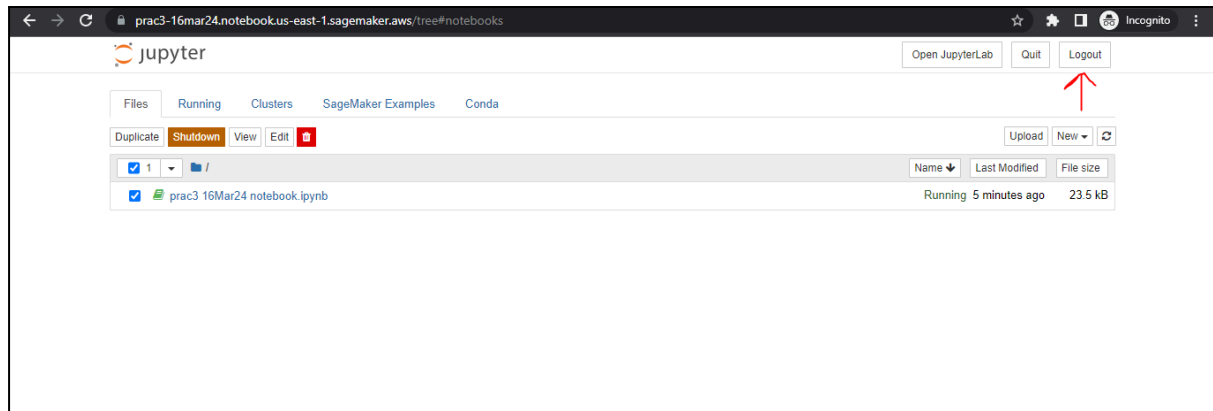 prac3-16mar24.notebook.us-east-1.sagemaker.aws/tree#notebooks Incognito
jupyter Open JupyterLab Quit Logout
Files Running Clusters SageMaker Examples Conda
Duplicate Shutdown View Edit Upload New
1 / Name Last Modified File size
prac3 16Mar24 notebook.ipynb Running 5 minutes ago 23.5 kB